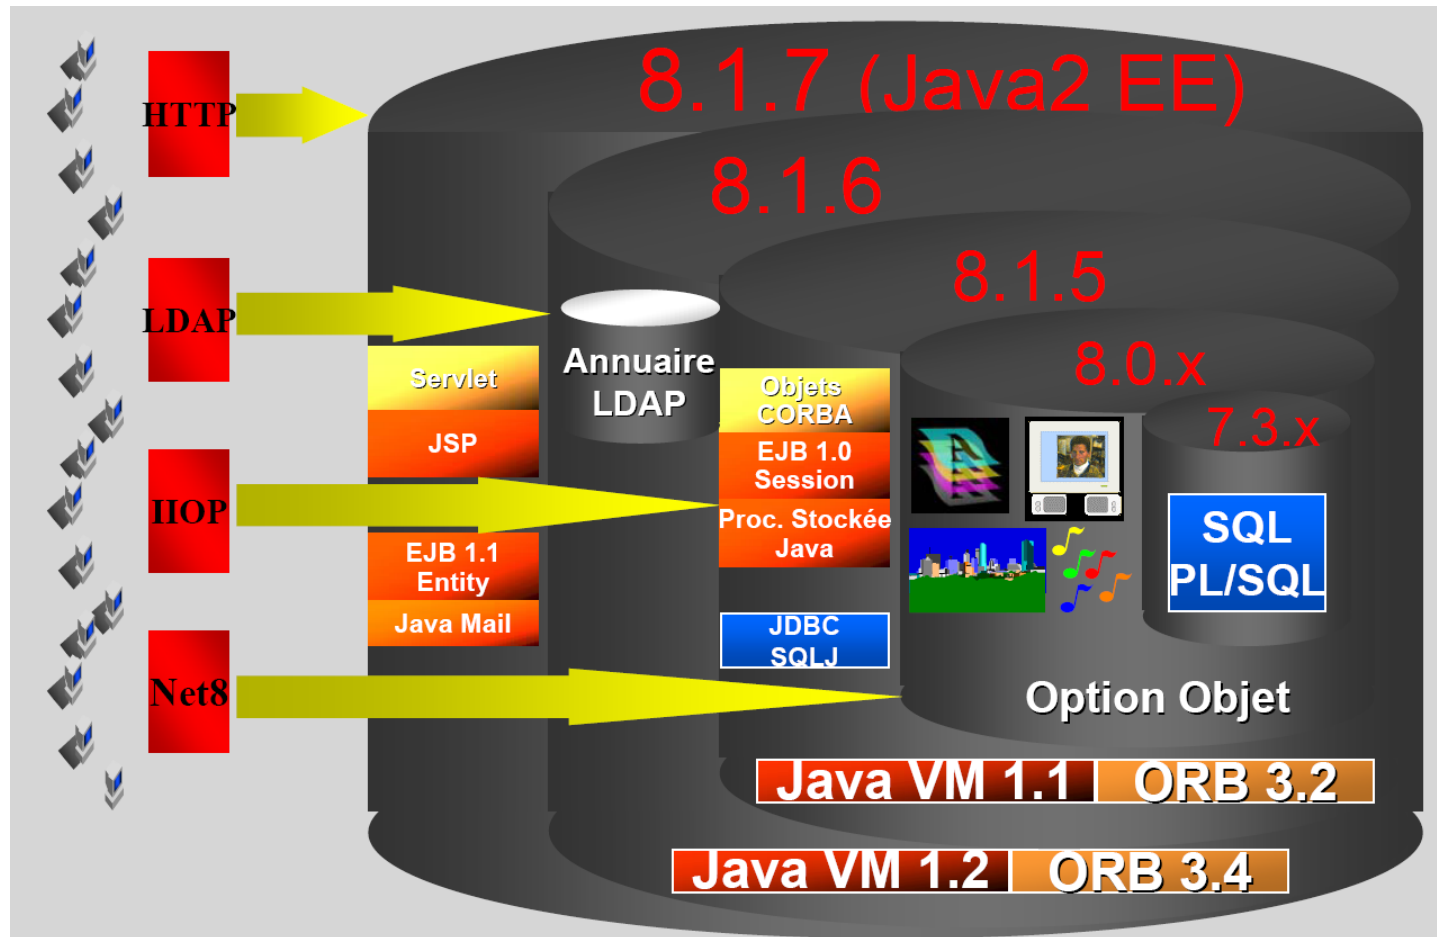 8.1.7 (Java2 EE)
HTTP
8.1.6
8.1.5
LDAP
Annuaire
LDAP
8.0.x
7.3.x
Servlet
JSP
Objets
CORBA
EJB 1.0
Session
Proc. Stockée
Java
IIOP
EJB 1.1
Entity
Java Mail
SQL
PL/SQL
JDBC
SQLJ
Net8
Option Objet
Java VM 1.1
ORB 3.2
Java VM 1.2
ORB 3.4